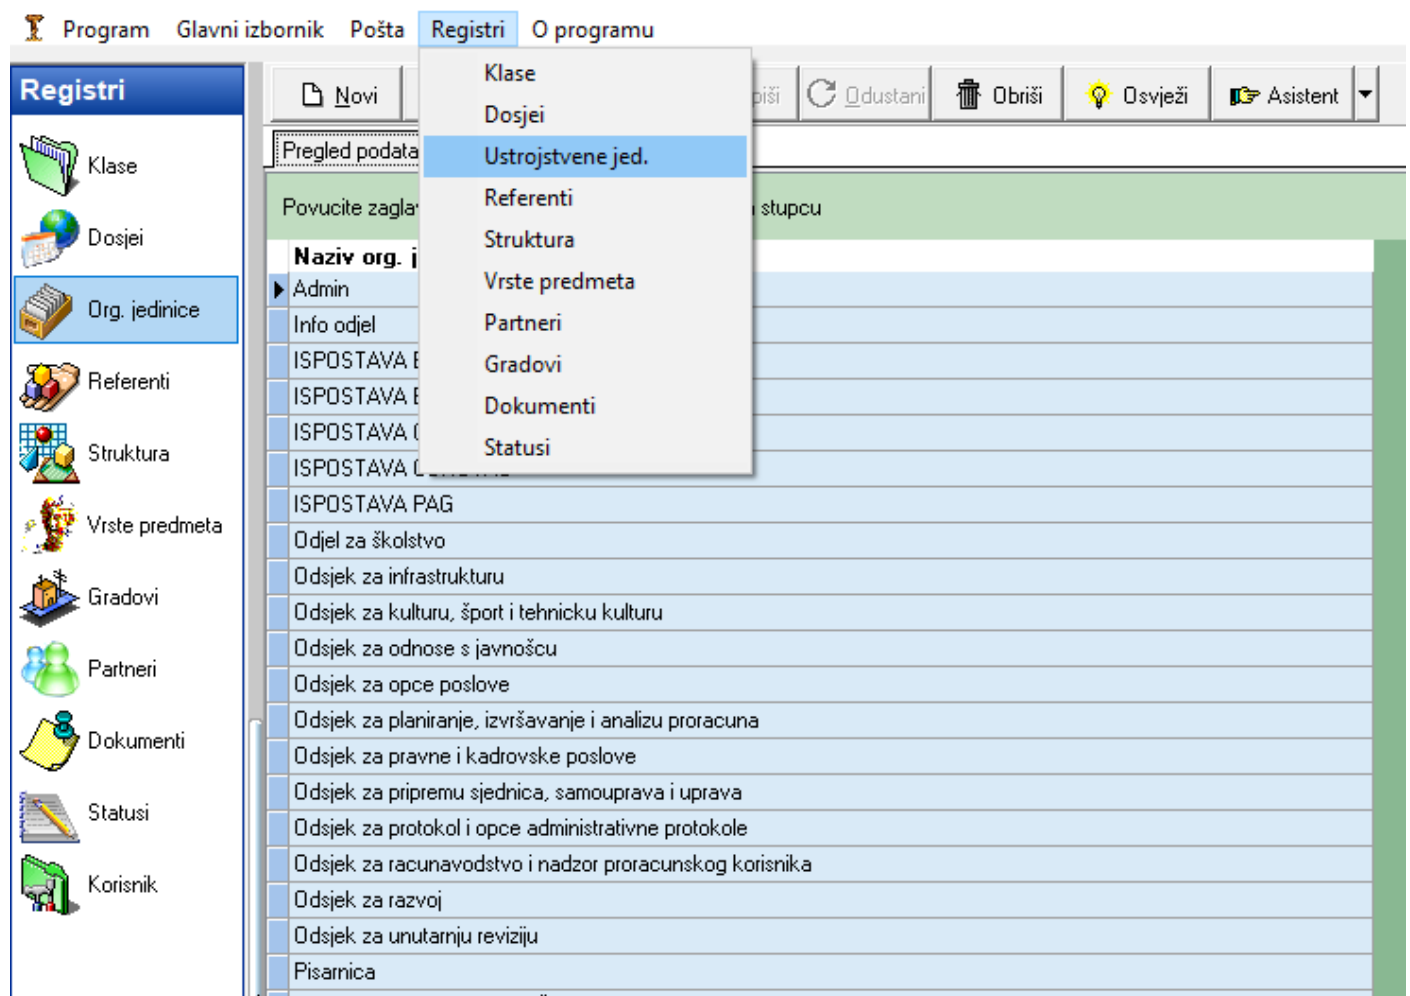 Program Glavni izbornik Pošta Registri O programu
Registri
Klase
Dosjei
Org. jedinice
Referenti
Struktura
Vrste predmeta
Gradovi
Partneri
Dokumenti
Statusi
Korisnik
Novi Odustani Obriši Osvježi Asistent
Klase
Dosjei
Ustrojstvene jed.
Referenti
Struktura
Vrste predmeta
Partneri
Gradovi
Dokumenti
Statusi
Pregled
Povucite stupcu
Naziv org.
Admin
Info odjel
ISPOSTAVA
ISPOSTAVA
ISPOSTAVA
ISPOSTAVA
ISPOSTAVA PAG
Odjel za školstvo
Odsjek za infrastrukturu
Odsjek za kulturu, šport i tehnicku kulturu
Odsjek za odnose s javnošcu
Odsjek za opce poslove
Odsjek za planiranje, izvršavanje i analizu proracuna
Odsjek za pravne i kadrovske poslove
Odsjek za pripremu sjednica, samouprava i uprava
Odsjek za protokol i opce administrativne protokole
Odsjek za racunavodstvo i nadzor proracunskog korisnika
Odsjek za razvoj
Odsjek za unutarnju reviziju
Pisarnica